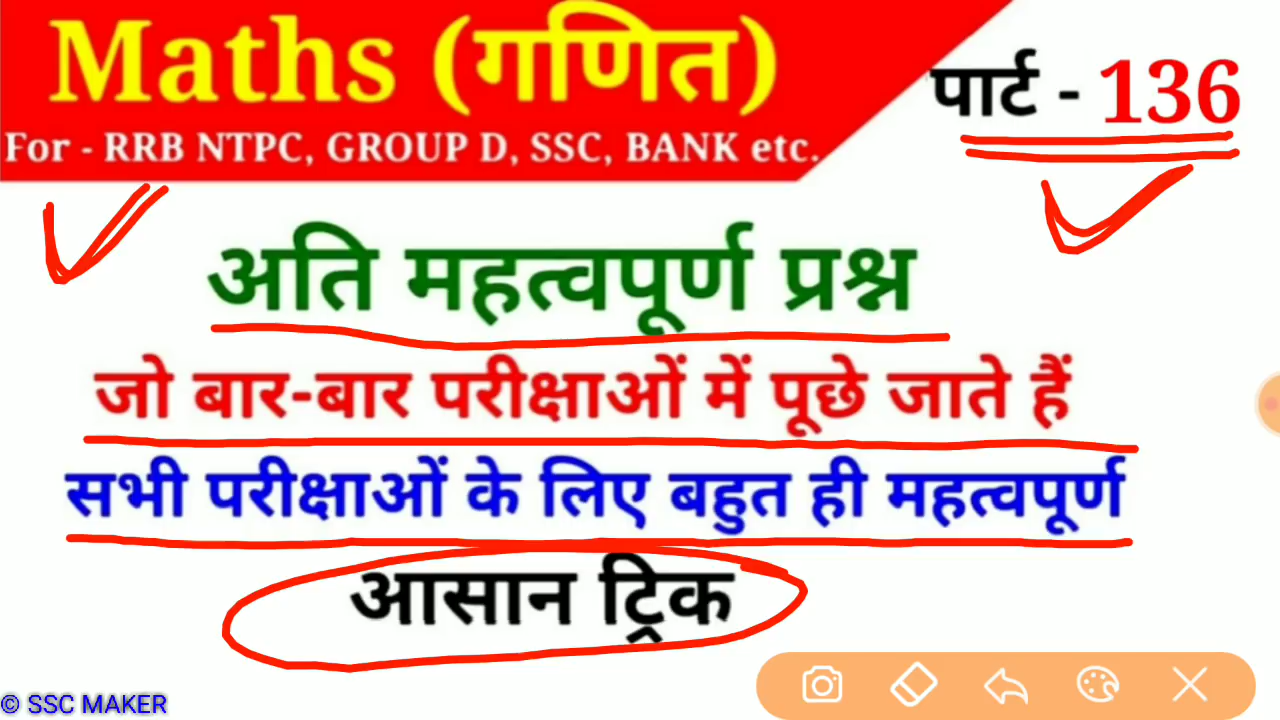 Maths (गणित)
पार्ट - 136
For - RRB NTPC, GROUP D, SSC, BANK etc.
अति महत्वपूर्ण प्रश्न
जो बार-बार परीक्षाओं में पूछे जाते हैं
सभी परीक्षाओं के लिए बहुत ही महत्वपूर्ण
आसान ट्रिक
© SSC MAKER